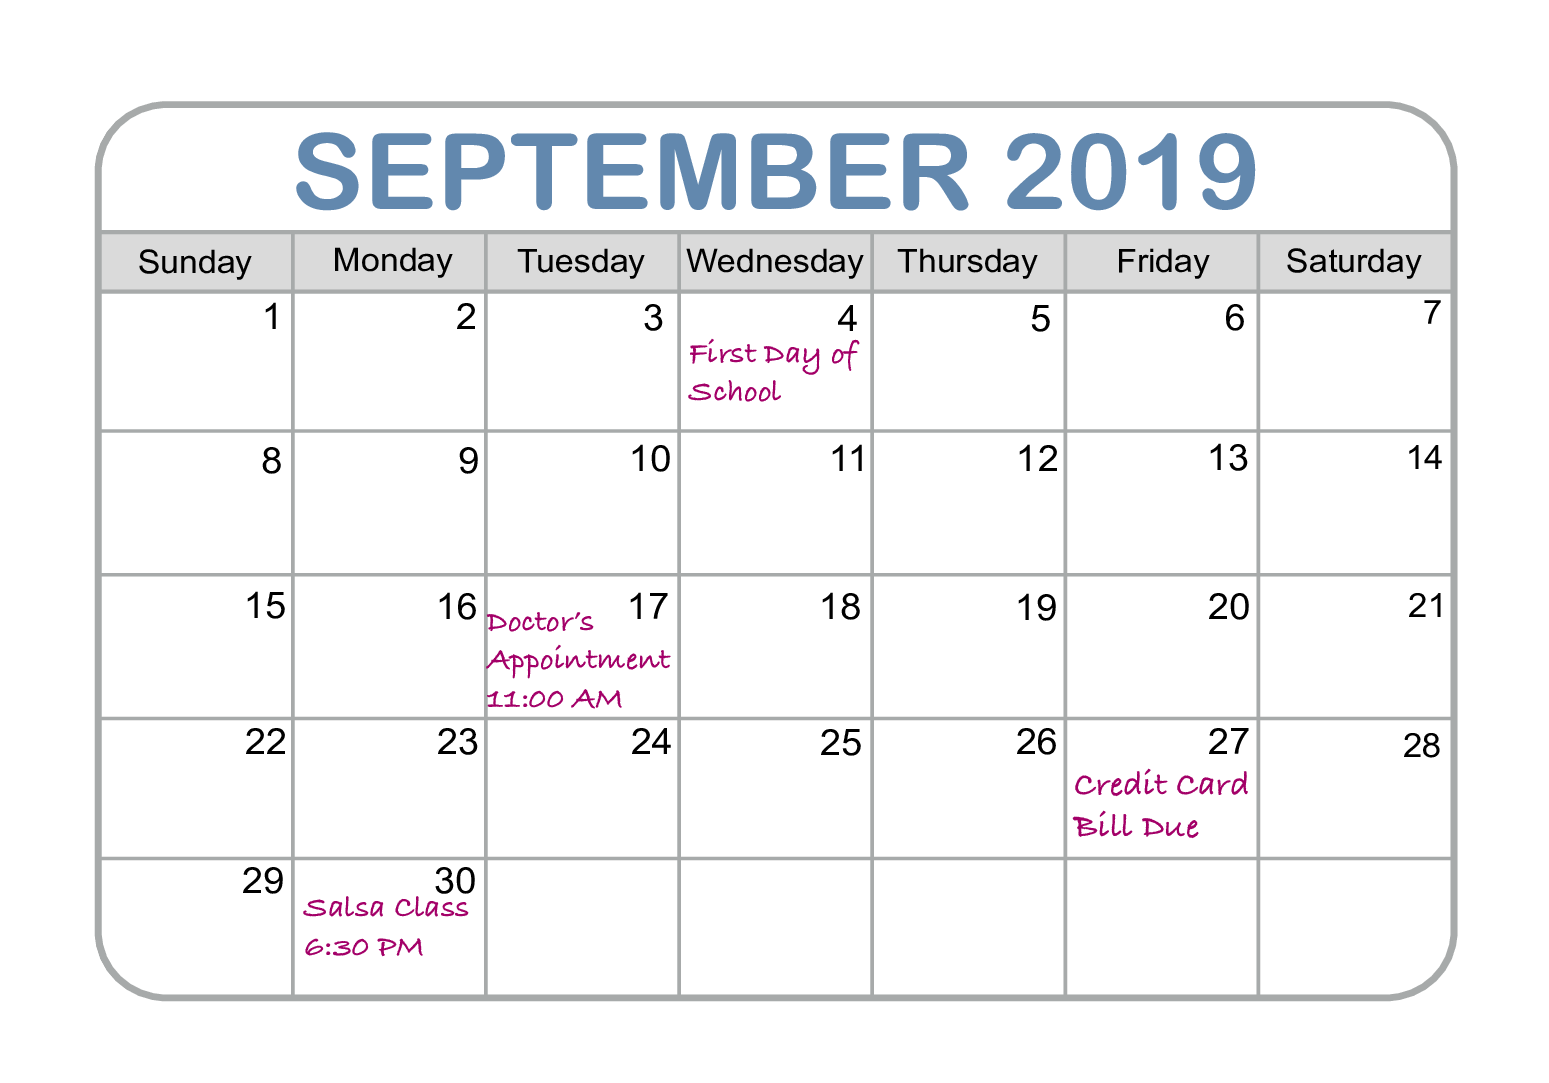 SEPTEMBER 2019
Sunday Monday Tuesday Wednesday Thursday Friday Saturday
1 2 3 4 5 6 7
First Day of
School
8 9 10 11 12 13 14
15 16 17 18 19 20 21
Doctor's
Appointment
11:00 AM
22 23 24 25 26 27 28
Credit Card
Bill Due
29 30
Salsa Class
6:30 PM